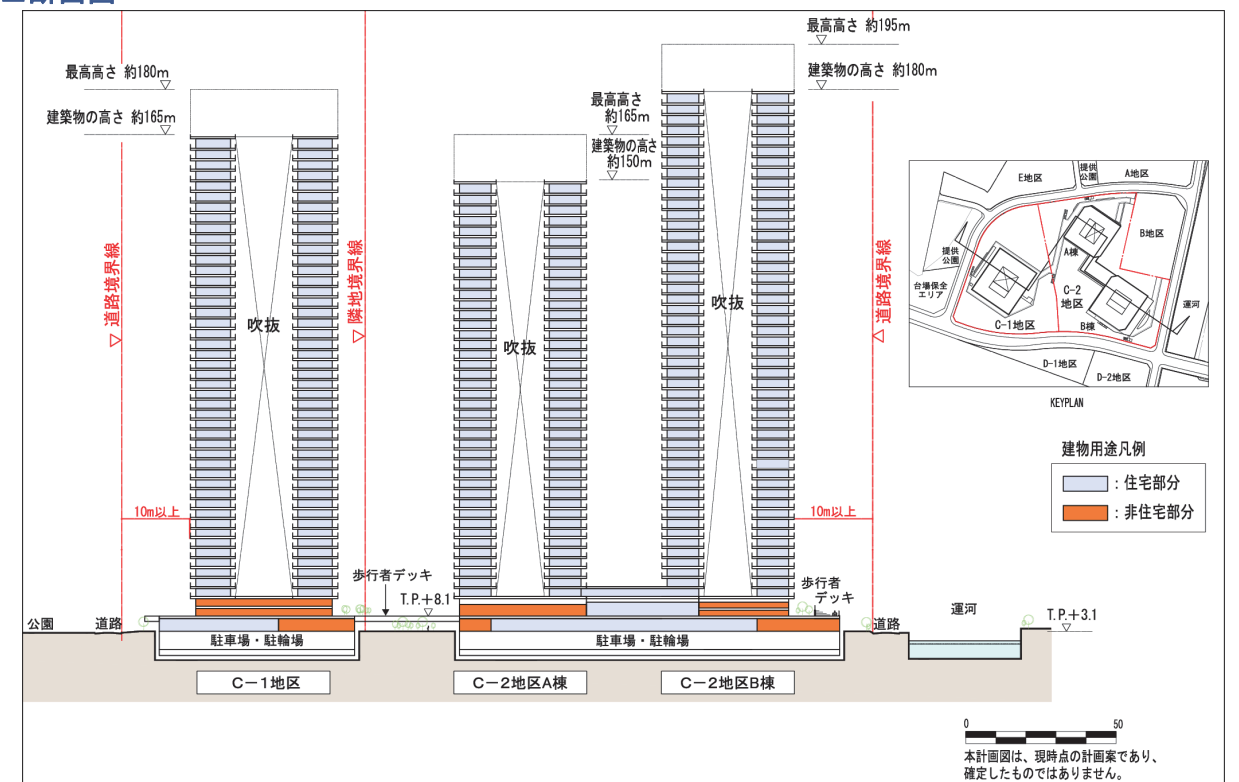 最高高さ 約180m
建築物の高さ 約165m
最高高さ
約165m
建築物の高さ
約150m
最高高さ 約195m
建築物の高さ 約180m
道路境界線
隣地境界線
道路境界線
吹抜
吹抜
吹抜
10m以上
10m以上
歩行者デッキ
T.P.+8.1
歩行者
デッキ
公園
道路
道路
運河
T.P.+3.1
駐車場・駐輪場
駐車場・駐輪場
C-1地区
C-2地区A棟
C-2地区B棟
E地区
提供
公園
A地区
B地区
提供
公園
A棟
台場保全
エリア
C-2
地区
運河
C-1地区
B棟
D-1地区
D-2地区
KEYPLAN
建物用途凡例
:住宅部分
:非住宅部分
0 50
本計画図は、現時点の計画案であり、
確定したものではありません。